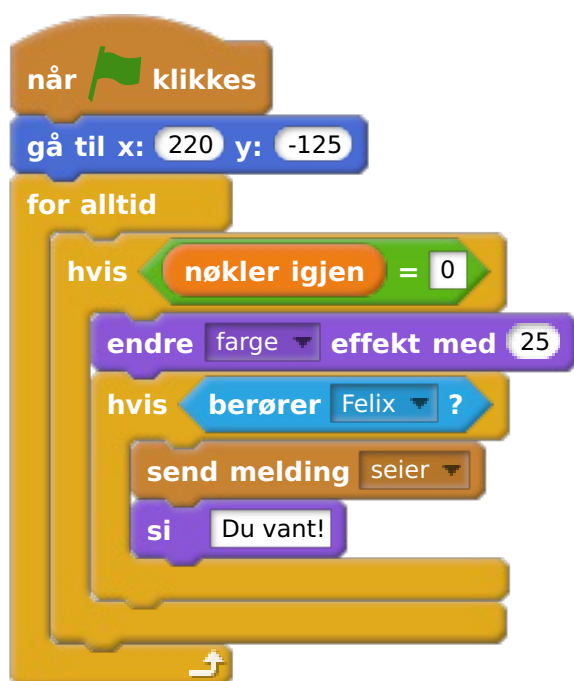 når klikkes
gå til x: 220 y: -125
for alltid
hvis nøkler igjen = 0
endre farge effekt med 25
hvis berører Felix ?
send melding seier
si Du vant!